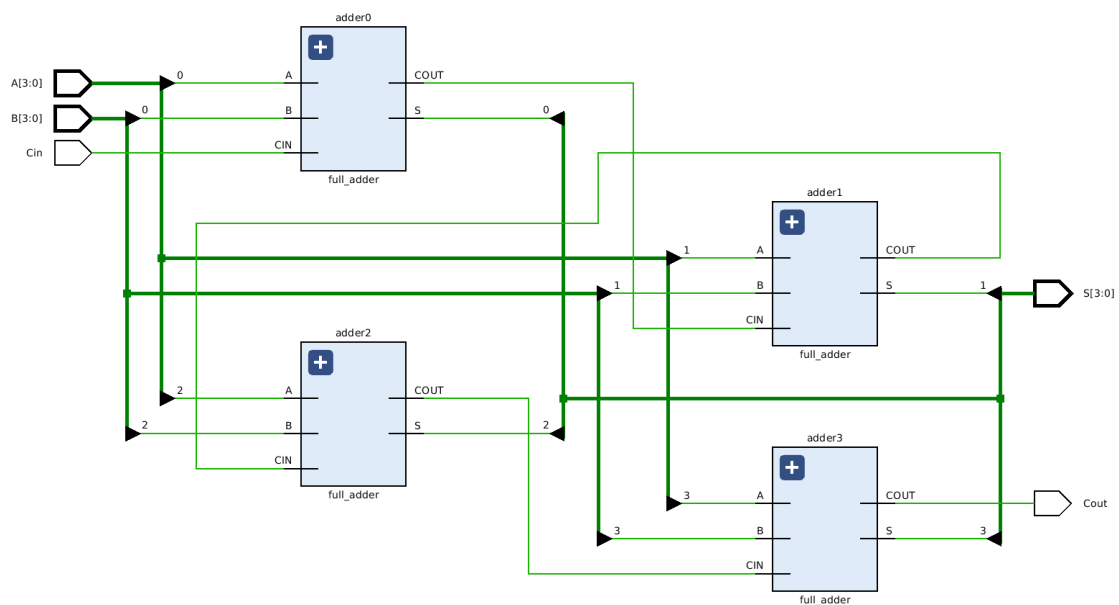 adder0
A[3:0]
0
A
COUT
B[3:0]
0
B
S
0
Cin
CIN
full_adder
adder1
1
A
COUT
1
B
S
1
S[3:0]
CIN
full_adder
adder2
2
A
COUT
2
B
S
2
CIN
full_adder
adder3
3
A
COUT
Cout
3
B
S
3
CIN
full_adder